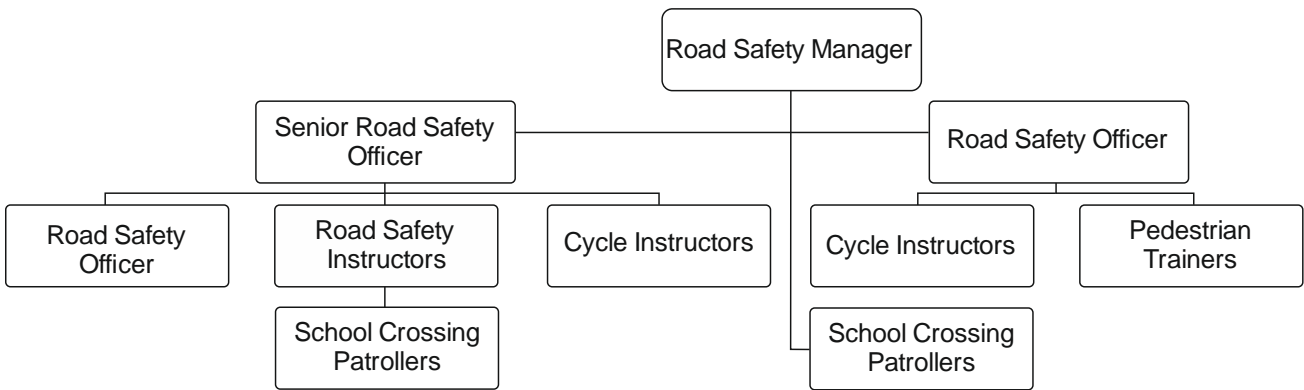 Road Safety Manager
Senior Road Safety
Officer
Road Safety Officer
Road Safety
Officer
Road Safety
Instructors
Cycle Instructors
Cycle Instructors
Pedestrian
Trainers
School Crossing
Patrollers
School Crossing
Patrollers